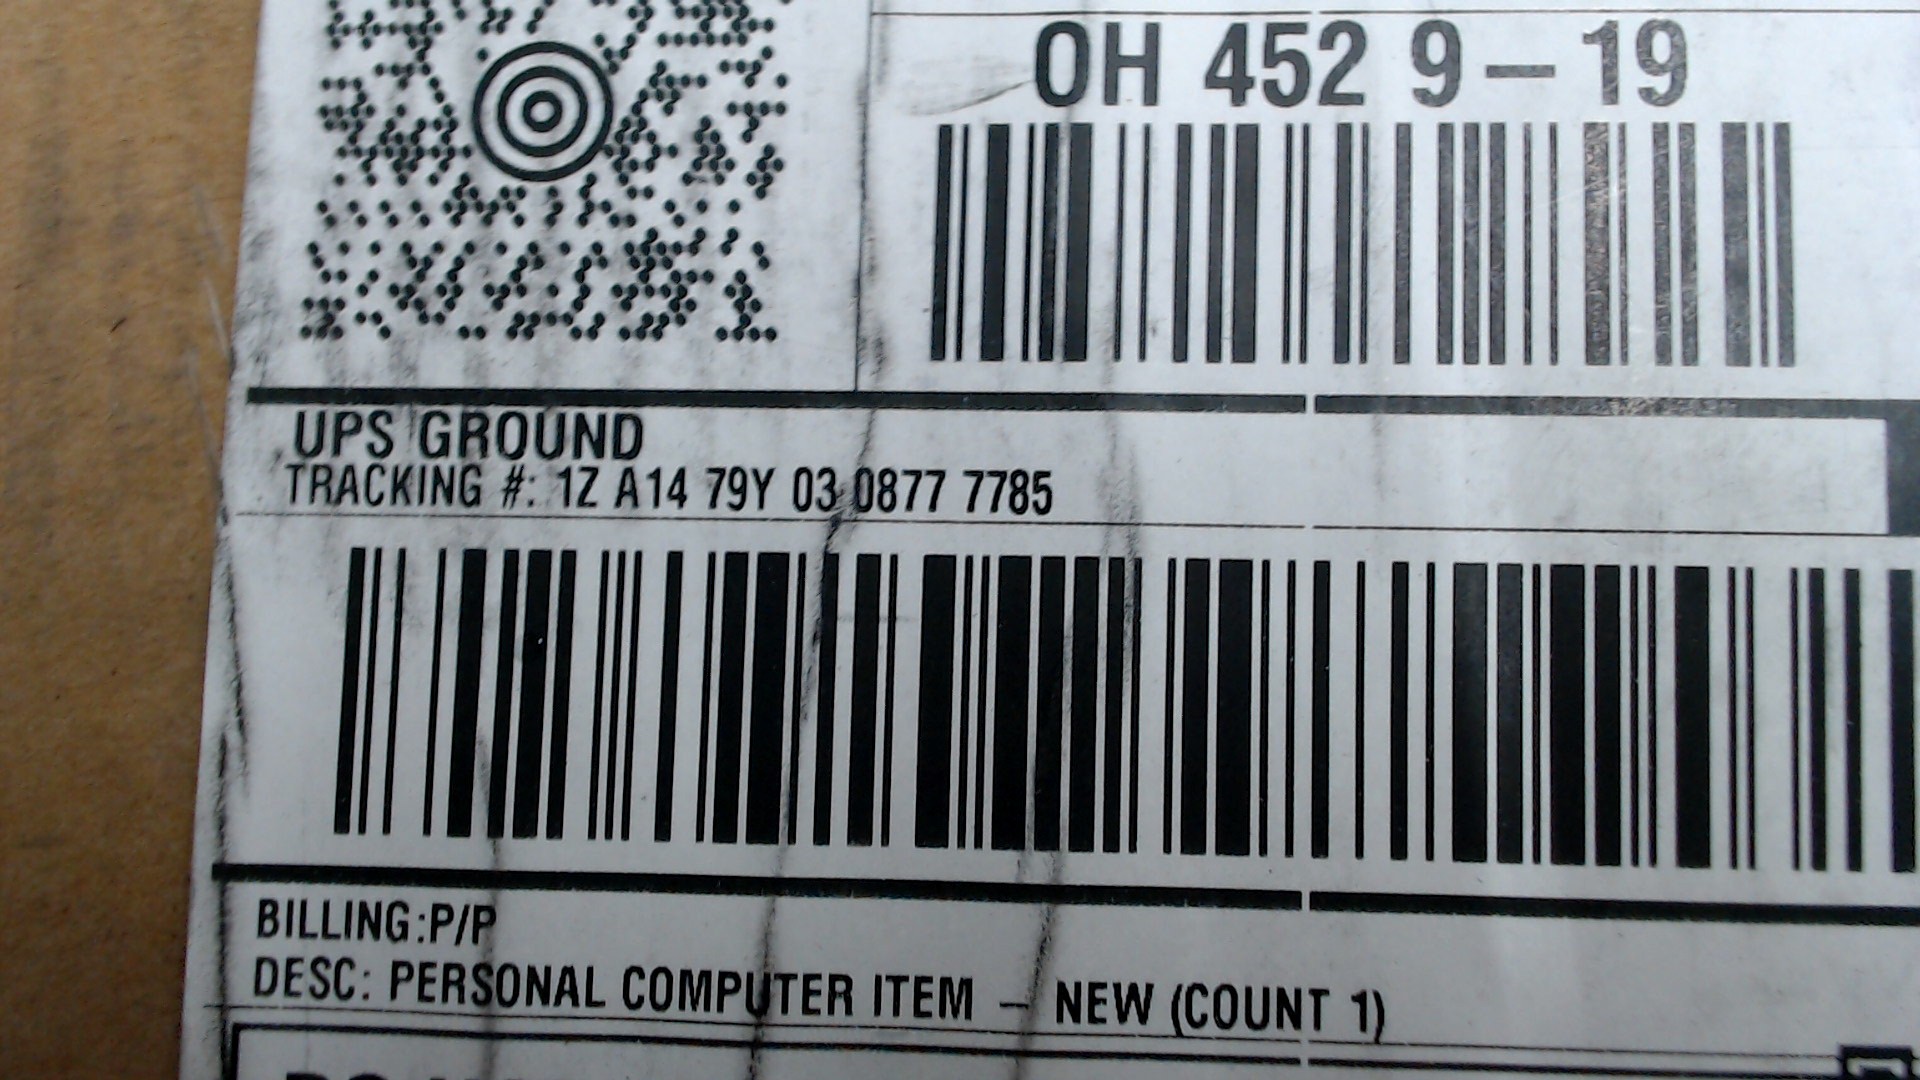 OH 452 9-19
UPS GROUND
TRACKING #: 1Z A14 79Y 03 0877 7785
BILLING:P/P
DESC: PERSONAL COMPUTER ITEM - NEW (COUNT 1)